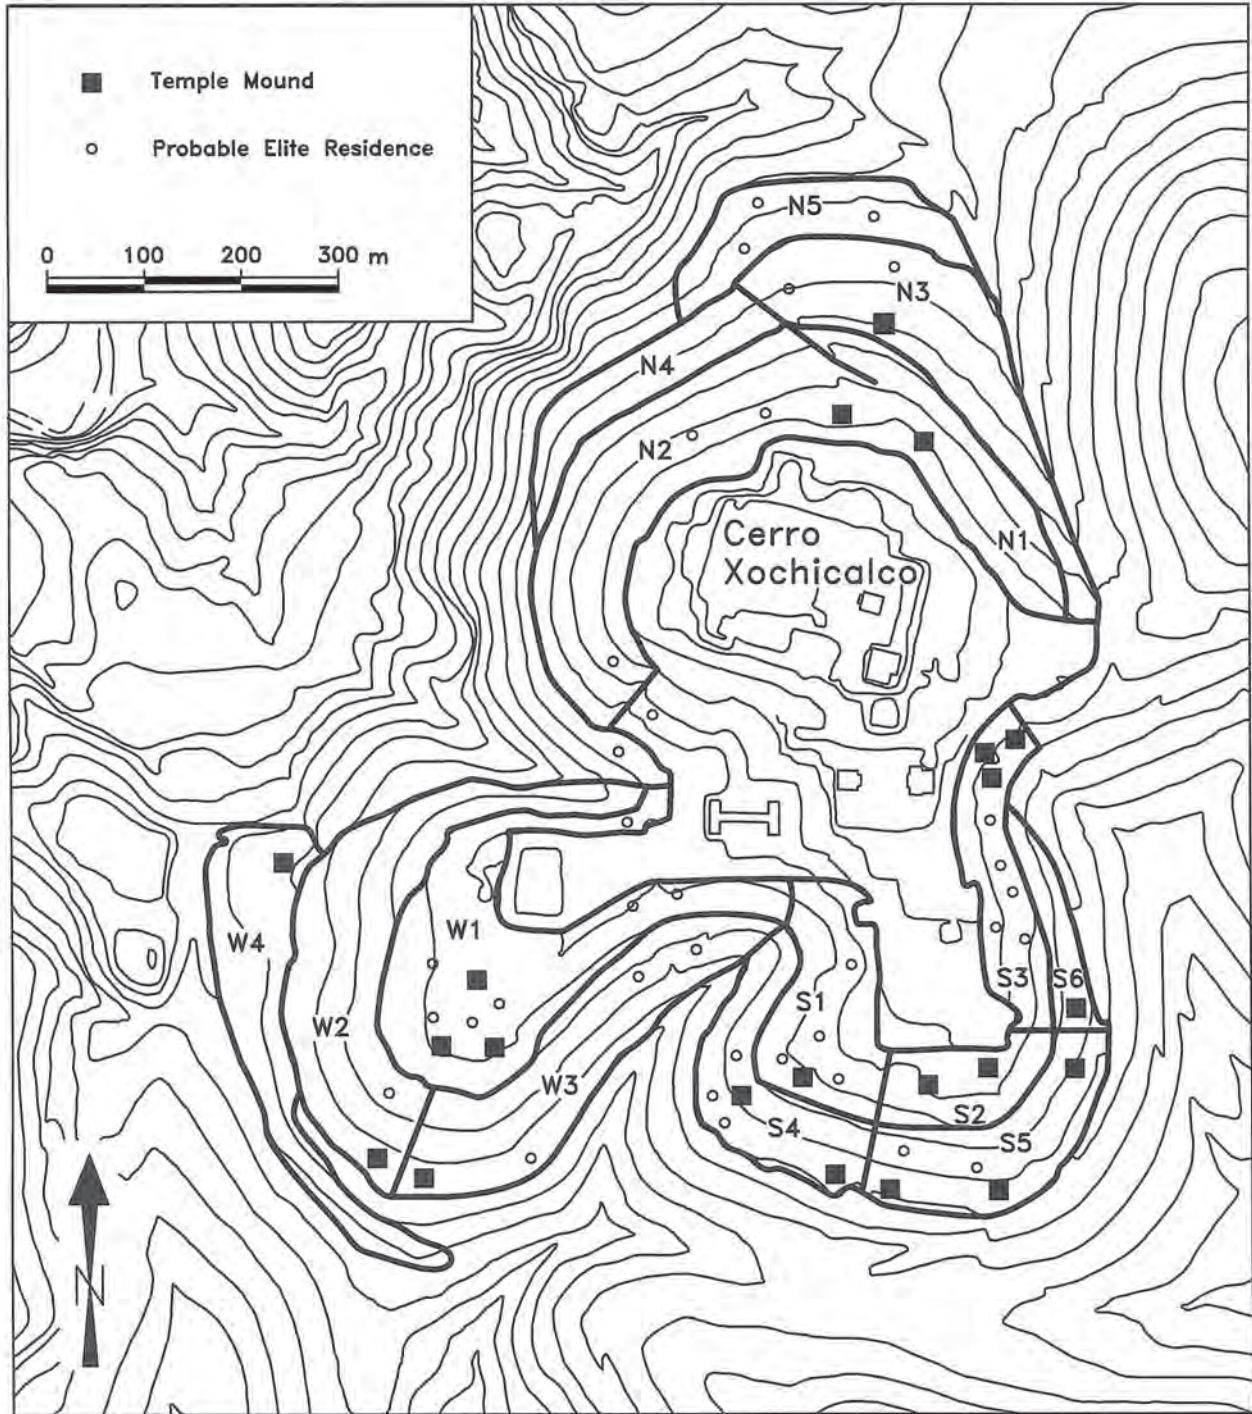 Temple Mound
Probable Elite Residence
0 100 200 300 m
N5
N3
N4
N2
Cerro
Xochicalco
N1
W1
W4
S3 S6
S1
W2
W3
S2
S4
S5
N